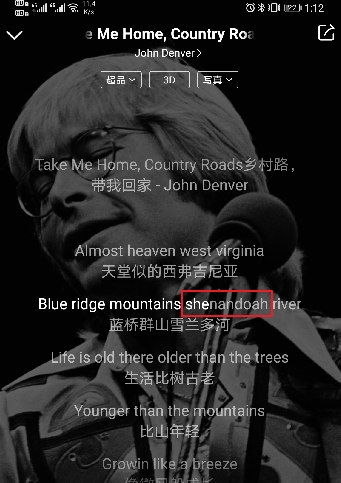 11.4
K/s
1:12
e Me Home, Country Roa
John Denver
超品
3D
写真
Take Me Home, Country Roads乡村路,
带我回家 - John Denver
Almost heaven west virginia
天堂似的西弗吉尼亚
Blue ridge mountains shenandoah river
蓝桥群山雪兰多河
Life is old there older than the trees
生活比树古老
Younger than the mountains
比山年轻
Growin like a breeze